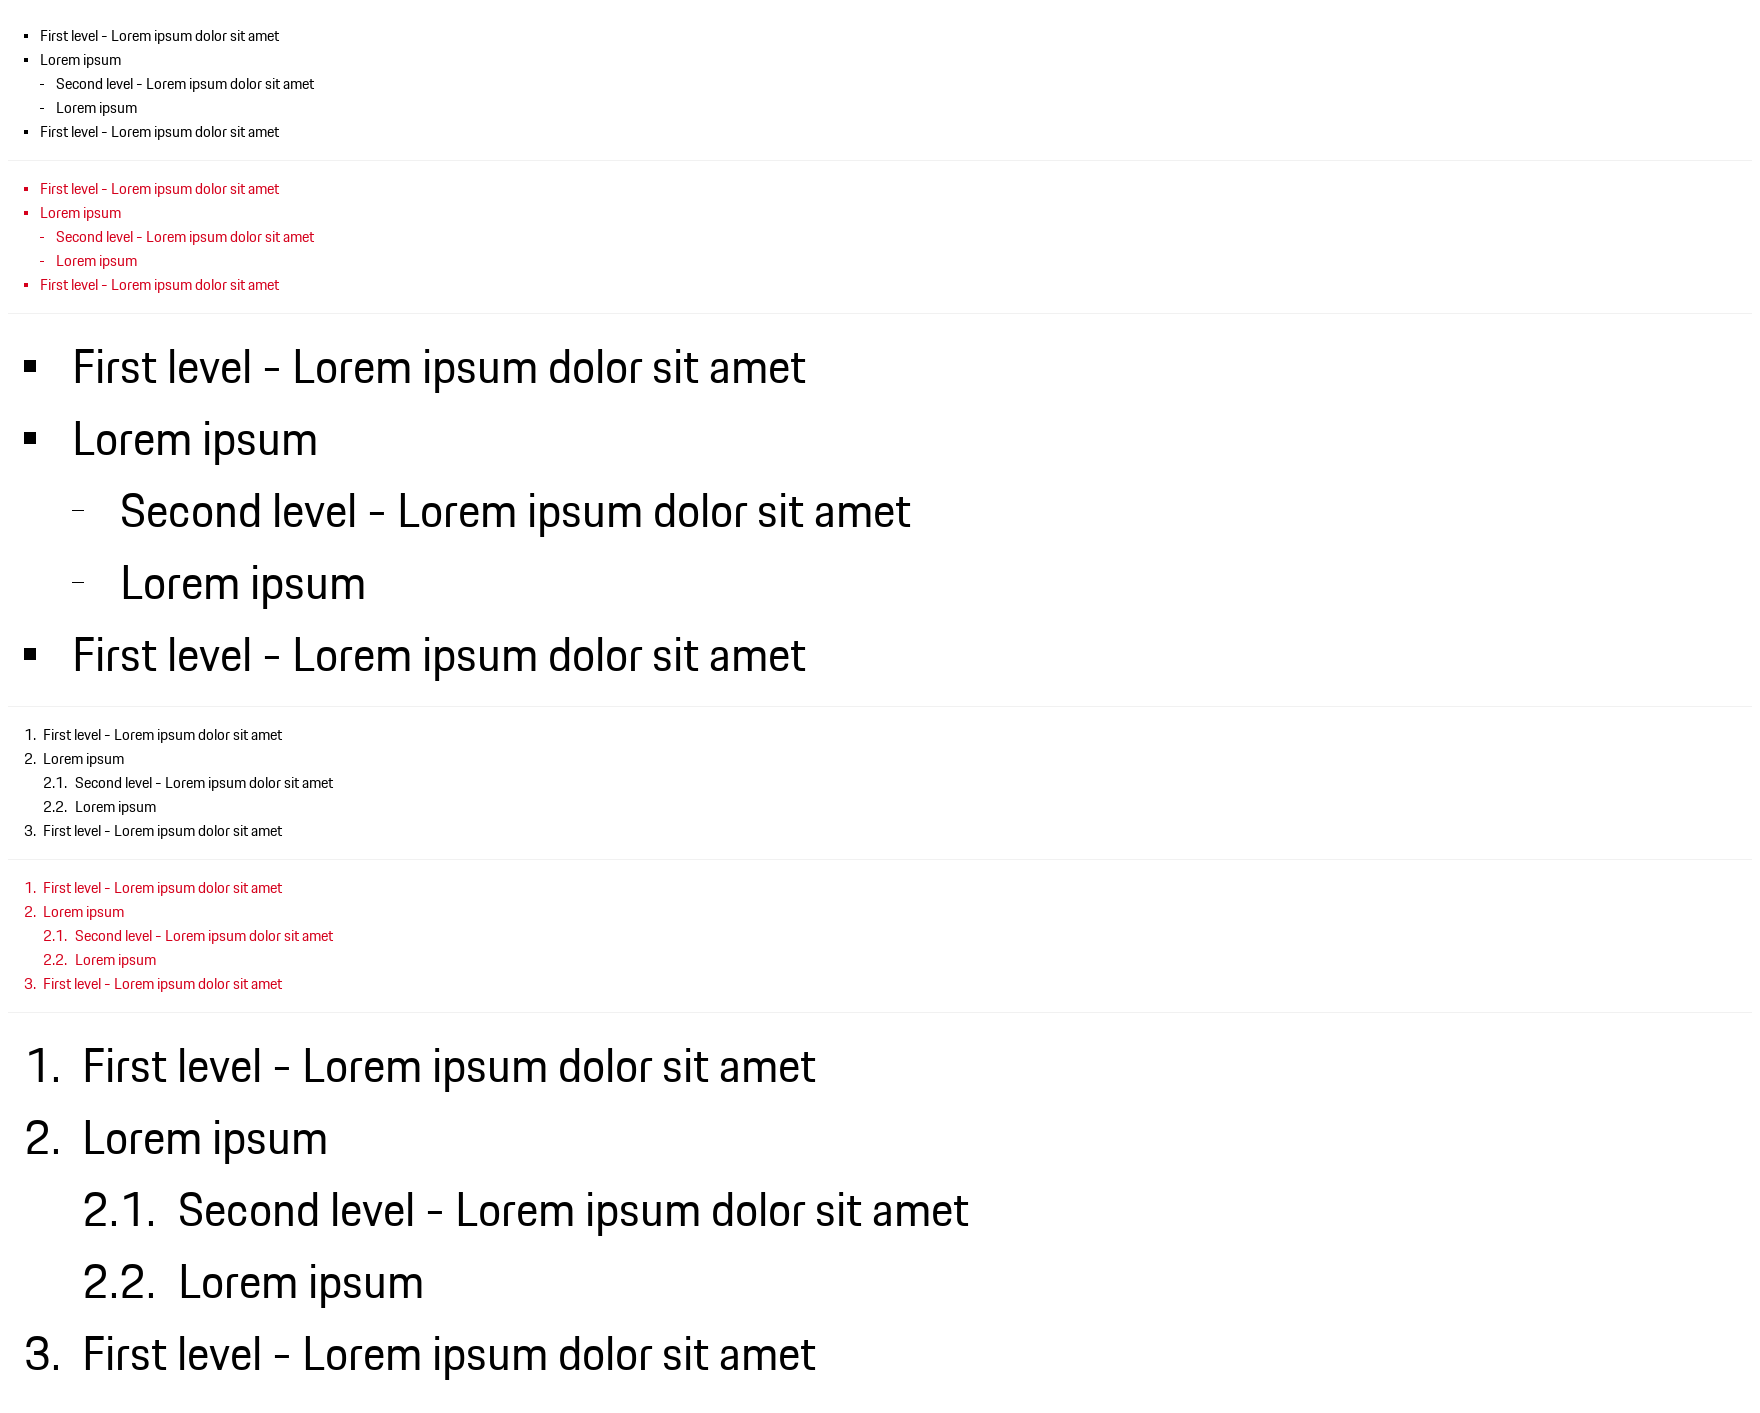 ▪ First level - Lorem ipsum dolor sit amet
▪ Lorem ipsum
- Second level - Lorem ipsum dolor sit amet
- Lorem ipsum
▪ First level - Lorem ipsum dolor sit amet
▪ First level - Lorem ipsum dolor sit amet
▪ Lorem ipsum
- Second level - Lorem ipsum dolor sit amet
- Lorem ipsum
▪ First level - Lorem ipsum dolor sit amet
▪ First level - Lorem ipsum dolor sit amet
▪ Lorem ipsum
- Second level - Lorem ipsum dolor sit amet
- Lorem ipsum
▪ First level - Lorem ipsum dolor sit amet
1. First level - Lorem ipsum dolor sit amet
2. Lorem ipsum
2.1. Second level - Lorem ipsum dolor sit amet
2.2. Lorem ipsum
3. First level - Lorem ipsum dolor sit amet
1. First level - Lorem ipsum dolor sit amet
2. Lorem ipsum
2.1. Second level - Lorem ipsum dolor sit amet
2.2. Lorem ipsum
3. First level - Lorem ipsum dolor sit amet
1. First level - Lorem ipsum dolor sit amet
2. Lorem ipsum
2.1. Second level - Lorem ipsum dolor sit amet
2.2. Lorem ipsum
3. First level - Lorem ipsum dolor sit amet